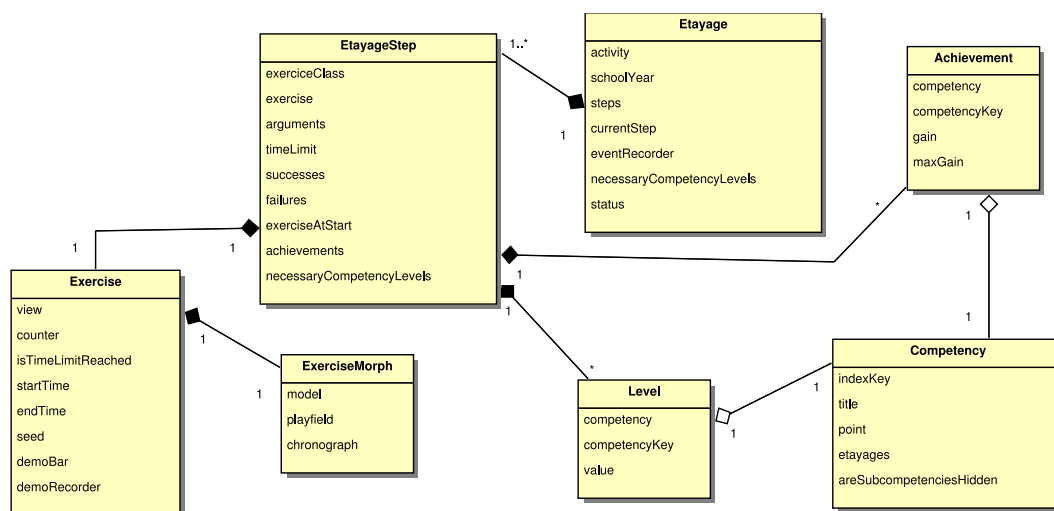 EtayageStep
exerciceClass
exercise
arguments
timeLimit
successes
failures
exerciseAtStart
achievements
necessaryCompetencyLevels
1..*
1
Etayage
activity
schoolYear
steps
currentStep
eventRecorder
necessaryCompetencyLevels
status
Achievement
competency
competencyKey
gain
maxGain
1
1
1
*
1
*
1
1
Exercise
view
counter
isTimeLimitReached
startTime
endTime
seed
demoBar
demoRecorder
1
1
ExerciseMorph
model
playfield
chronograph
Level
competency
competencyKey
value
1
1
Competency
indexKey
title
point
etayages
areSubcompetenciesHidden